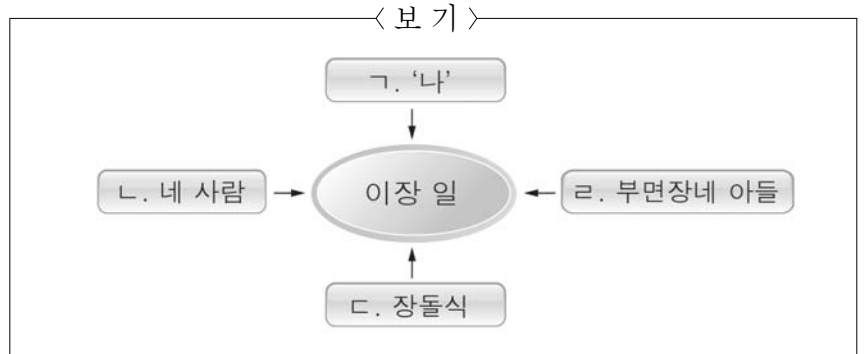 〈보 기〉
ㄱ. ‘나’
ㄴ. 네 사람
이장 일
ㄹ. 부면장네 아들
ㄷ. 장돌식